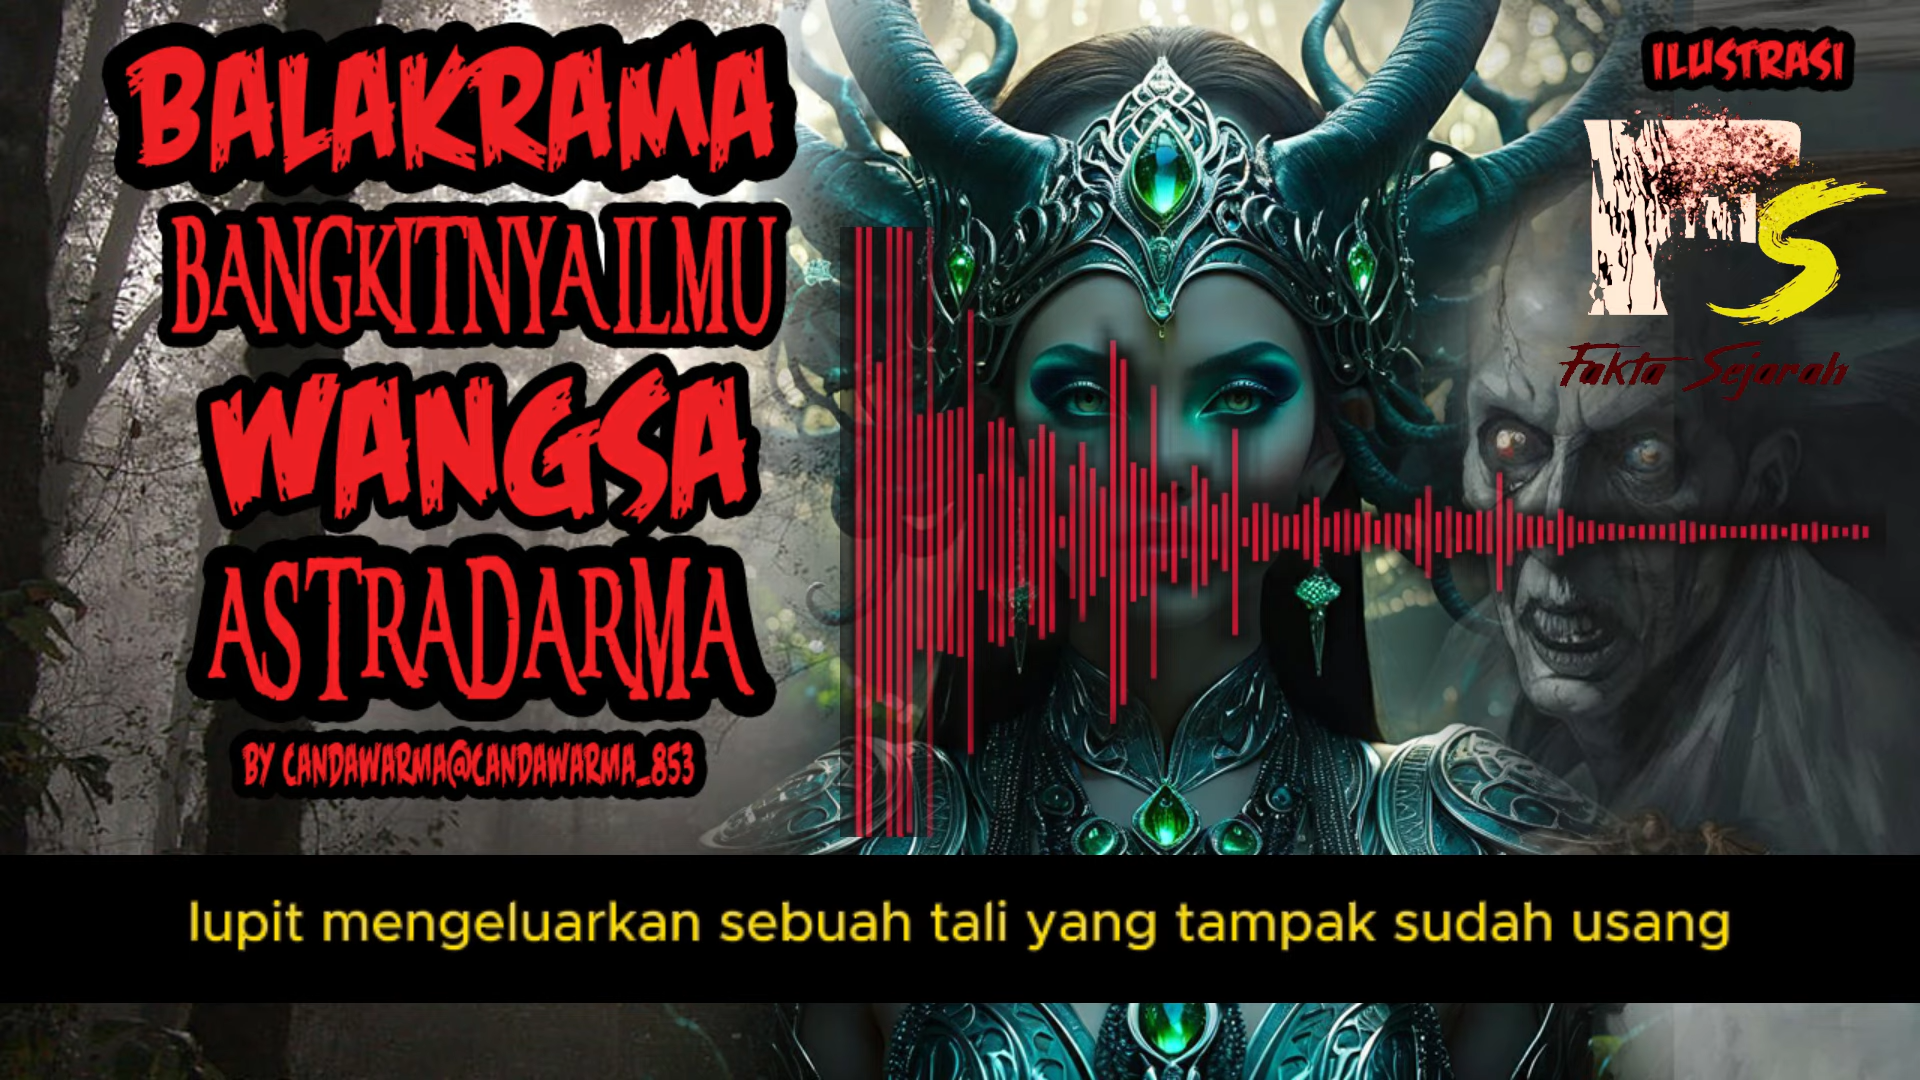 BALAKRAMA
BANGKITNYA ILMU
WANGSA
ASTRADARMA
BY CANDAWARMA@CANDAWARMA_853
ILUSTRASI
FS
Fakta Sejarah
lupit mengeluarkan sebuah tali yang tampak sudah usang